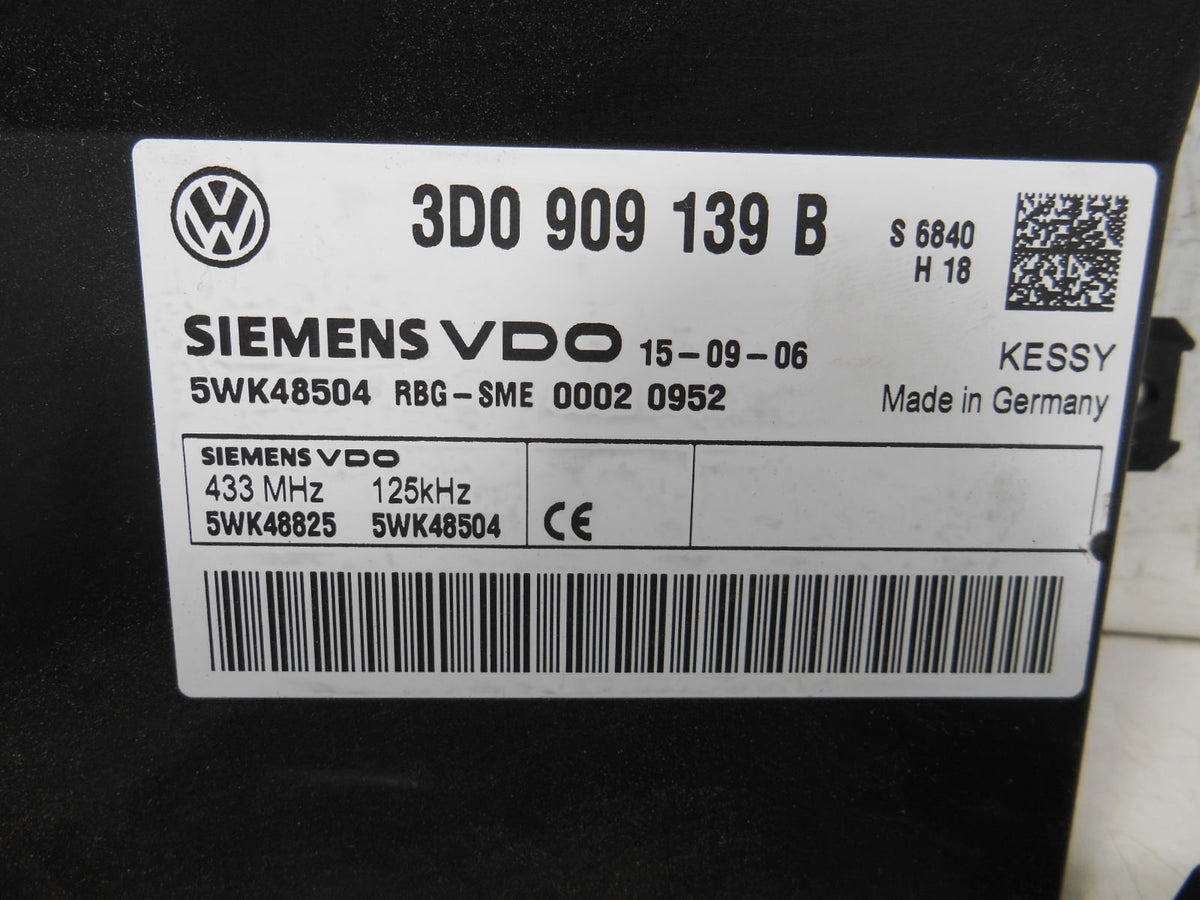 3D0 909 139 B
S 6840
H 18
SIEMENS VDO 15-09-06
KESSY
5WK48504 RBG-SME 0002 0952
Made in Germany
SIEMENS VDO
433 MHz 125kHz
5WK48825 5WK48504
CE